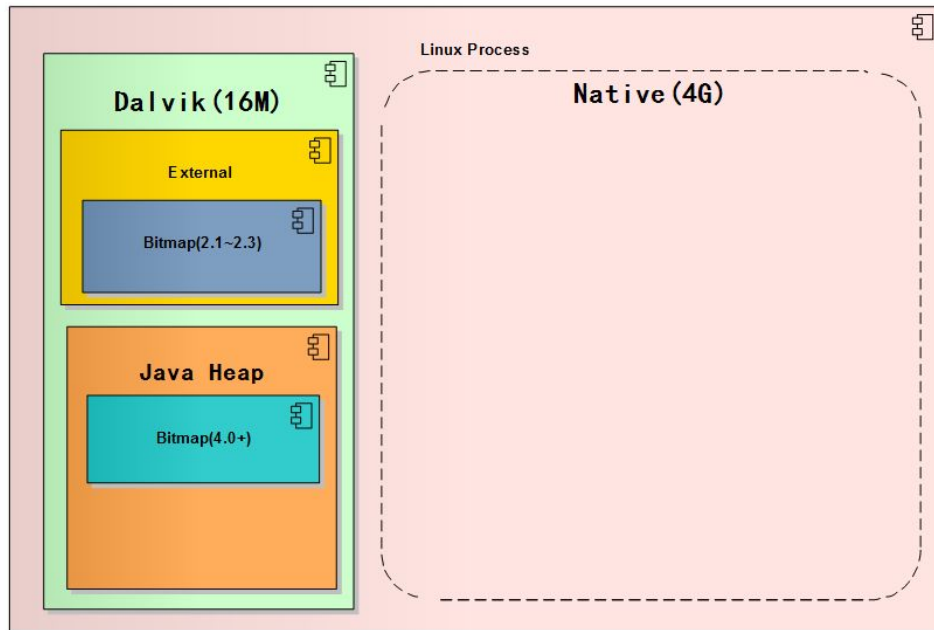 Linux Process
Dalvik(16M)
Native(4G)
External
Bitmap(2.1~2.3)
Java Heap
Bitmap(4.0+)